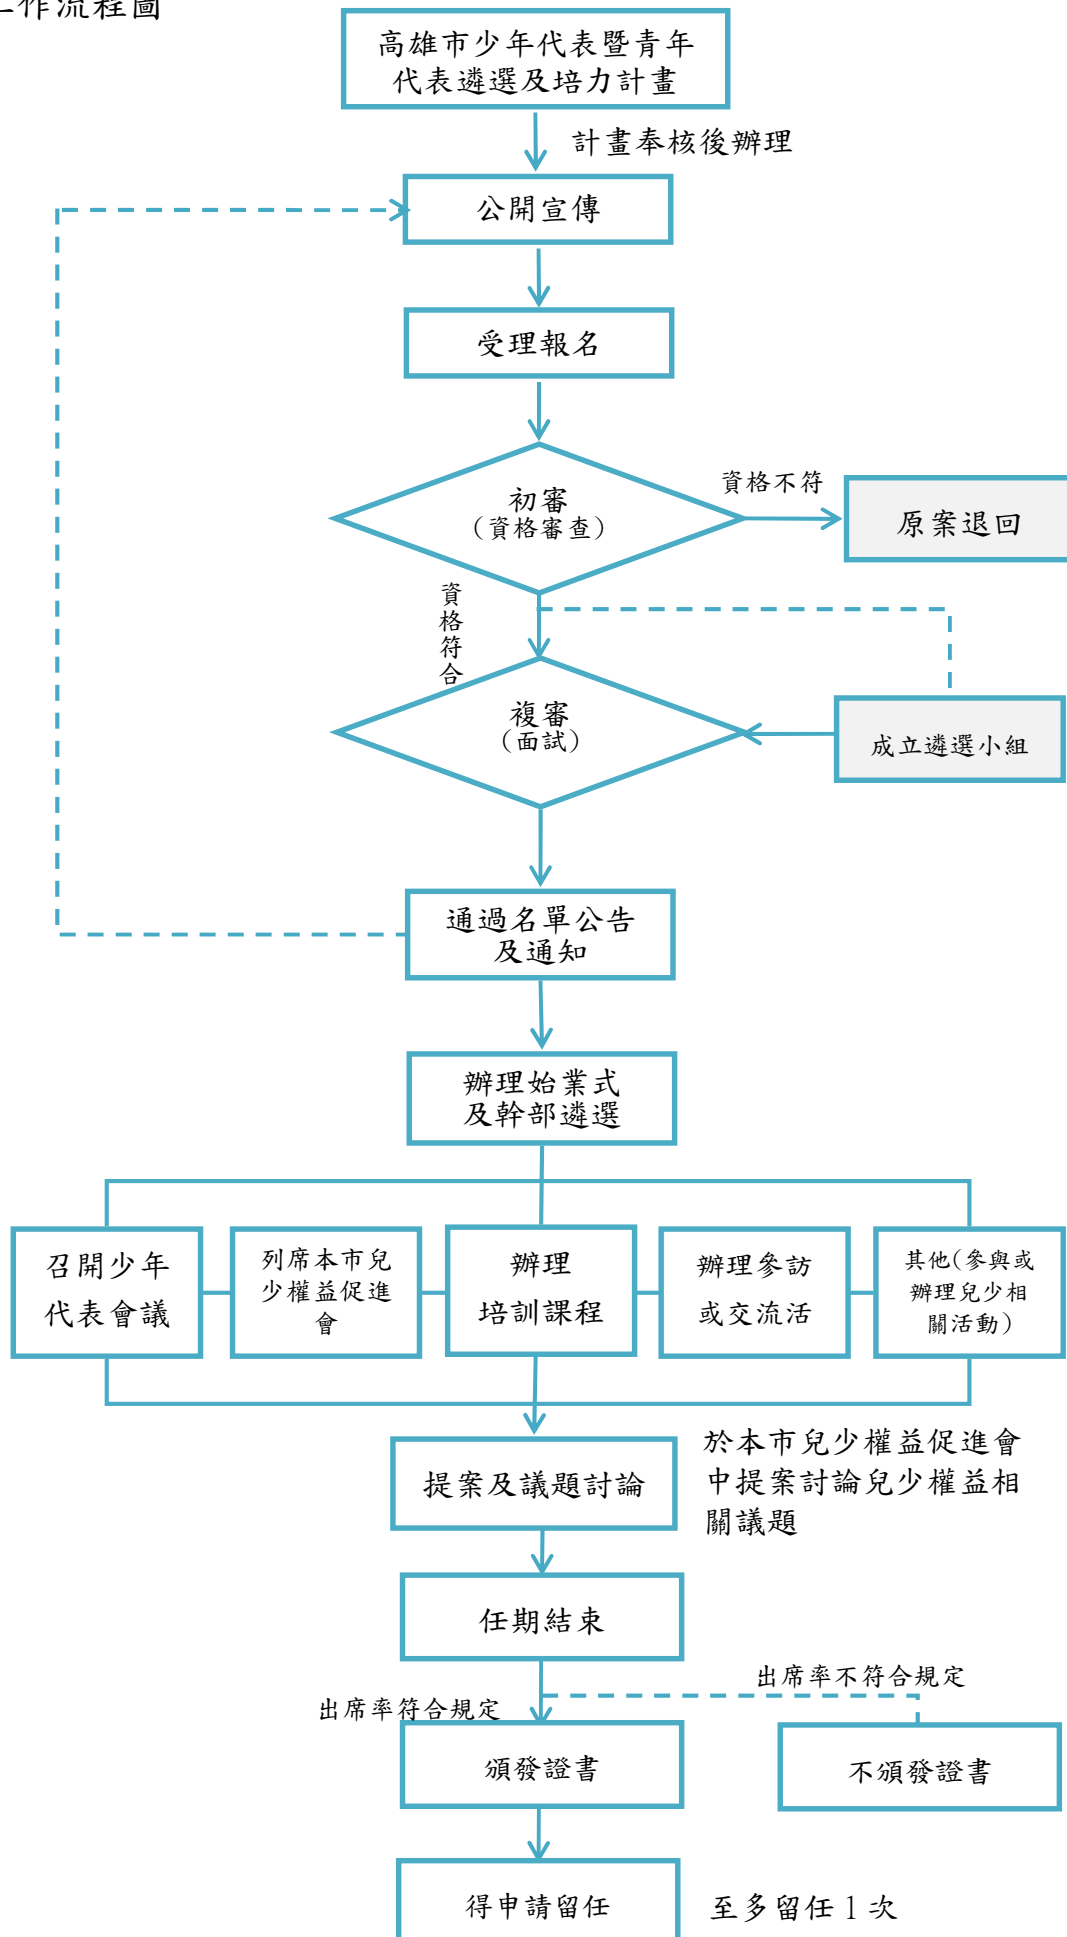 工作流程圖
高雄市少年代表暨青年
代表遴選及培力計畫
計畫奉核後辦理
公開宣傳
受理報名
初審
（資格審查）
資格不符
原案退回
資格符合
複審
（面試）
成立遴選小組
通過名單公告
及通知
辦理始業式
及幹部遴選
召開少年
代表會議
列席本市兒
少權益促進
會
辦理
培訓課程
辦理參訪
或交流活
其他(參與或
辦理兒少相
關活動)
提案及議題討論
於本市兒少權益促進會
中提案討論兒少權益相
關議題
任期結束
出席率符合規定
出席率不符合規定
頒發證書
不頒發證書
得申請留任
至多留任 1 次